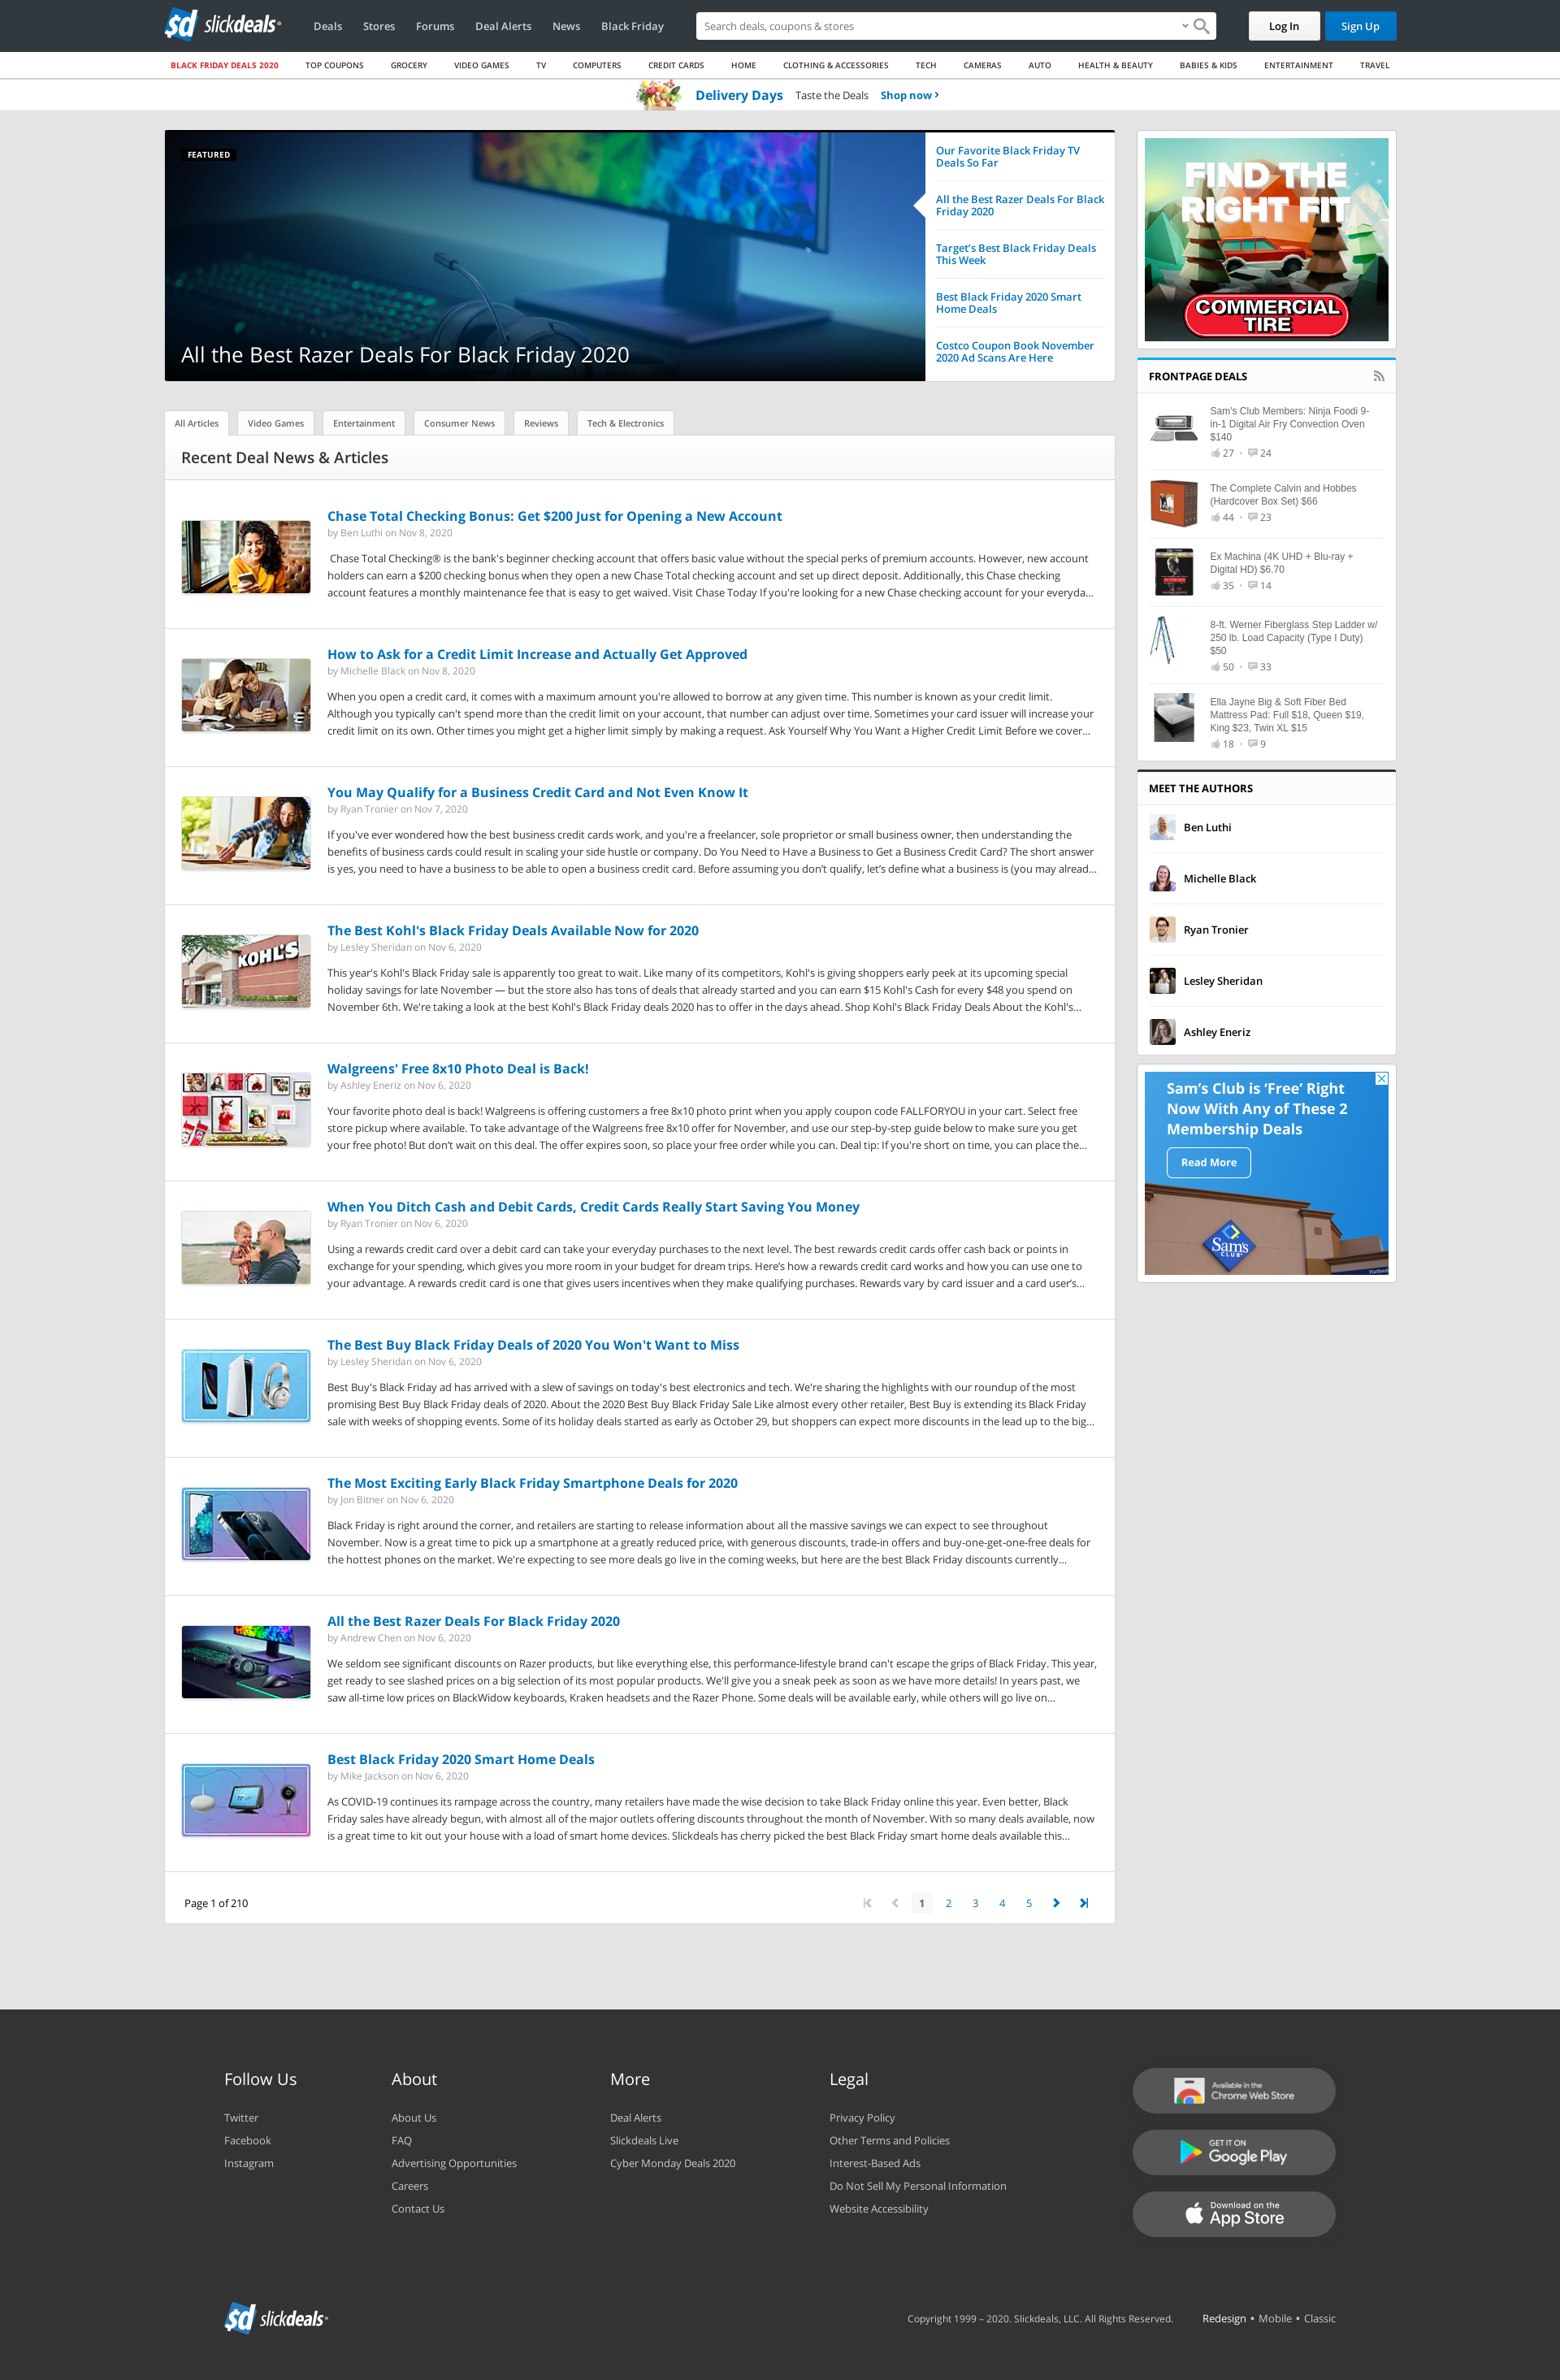 sd slickdeals
Deals Stores Forums Deal Alerts News Black Friday
Search deals, coupons & stores
Log In Sign Up
BLACK FRIDAY DEALS 2020 TOP COUPONS GROCERY VIDEO GAMES TV COMPUTERS CREDIT CARDS HOME CLOTHING & ACCESSORIES TECH CAMERAS AUTO HEALTH & BEAUTY BABIES & KIDS ENTERTAINMENT TRAVEL
Delivery Days Taste the Deals Shop now
FEATURED
All the Best Razer Deals For Black Friday 2020
Our Favorite Black Friday TV
Deals So Far
All the Best Razer Deals For Black
Friday 2020
Target's Best Black Friday Deals
This Week
Best Black Friday 2020 Smart
Home Deals
Costco Coupon Book November
2020 Ad Scans Are Here
All Articles Video Games Entertainment Consumer News Reviews Tech & Electronics
Recent Deal News & Articles
Chase Total Checking Bonus: Get $200 Just for Opening a New Account
by Ben Luthi on Nov 8, 2020
Chase Total Checking® is the bank's beginner checking account that offers basic value without the special perks of premium accounts. However, new account
holders can earn a $200 checking bonus when they open a new Chase Total checking account and set up direct deposit. Additionally, this Chase checking
account features a monthly maintenance fee that is easy to get waived. Visit Chase Today If you're looking for a new Chase checking account for your everyda...
How to Ask for a Credit Limit Increase and Actually Get Approved
by Michelle Black on Nov 8, 2020
When you open a credit card, it comes with a maximum amount you're allowed to borrow at any given time. This number is known as your credit limit.
Although you typically can't spend more than the credit limit on your account, that number can adjust over time. Sometimes your card issuer will increase your
credit limit on its own. Other times you might get a higher limit simply by making a request. Ask Yourself Why You Want a Higher Credit Limit Before we cover...
You May Qualify for a Business Credit Card and Not Even Know It
by Ryan Tronier on Nov 7, 2020
If you've ever wondered how the best business credit cards work, and you're a freelancer, sole proprietor or small business owner, then understanding the
benefits of business cards could result in scaling your side hustle or company. Do You Need to Have a Business to Get a Business Credit Card? The short answer
is yes, you need to have a business to be able to open a business credit card. Before assuming you don't qualify, let's define what a business is (you may alread...
KOHL'S
The Best Kohl's Black Friday Deals Available Now for 2020
by Lesley Sheridan on Nov 6, 2020
This year's Kohl's Black Friday sale is apparently too great to wait. Like many of its competitors, Kohl's is giving shoppers early peek at its upcoming special
holiday savings for late November — but the store also has tons of deals that already started and you can earn $15 Kohl's Cash for every $48 you spend on
November 6th. We're taking a look at the best Kohl's Black Friday deals 2020 has to offer in the days ahead. Shop Kohl's Black Friday Deals About the Kohl's...
Walgreens' Free 8x10 Photo Deal is Back!
by Ashley Eneriz on Nov 6, 2020
Your favorite photo deal is back! Walgreens is offering customers a free 8x10 photo print when you apply coupon code FALLFORYOU in your cart. Select free
store pickup where available. To take advantage of the Walgreens free 8x10 offer for November, and use our step-by-step guide below to make sure you get
your free photo! But don't wait on this deal. The offer expires soon, so place your free order while you can. Deal tip: If you're short on time, you can place the...
When You Ditch Cash and Debit Cards, Credit Cards Really Start Saving You Money
by Ryan Tronier on Nov 6, 2020
Using a rewards credit card over a debit card can take your everyday purchases to the next level. The best rewards credit cards offer cash back or points in
exchange for your spending, which gives you more room in your budget for dream trips. Here's how a rewards credit card works and how you can use one to
your advantage. A rewards credit card is one that gives users incentives when they make qualifying purchases. Rewards vary by card issuer and a card user's...
The Best Buy Black Friday Deals of 2020 You Won't Want to Miss
by Lesley Sheridan on Nov 6, 2020
Best Buy's Black Friday ad has arrived with a slew of savings on today's best electronics and tech. We're sharing the highlights with our roundup of the most
promising Best Buy Black Friday deals of 2020. About the 2020 Best Buy Black Friday Sale Like almost every other retailer, Best Buy is extending its Black Friday
sale with weeks of shopping events. Some of its holiday deals started as early as October 29, but shoppers can expect more discounts in the lead up to the big...
The Most Exciting Early Black Friday Smartphone Deals for 2020
by Jon Bitner on Nov 6, 2020
Black Friday is right around the corner, and retailers are starting to release information about all the massive savings we can expect to see throughout
November. Now is a great time to pick up a smartphone at a greatly reduced price, with generous discounts, trade-in offers and buy-one-get-one-free deals for
the hottest phones on the market. We're expecting to see more deals go live in the coming weeks, but here are the best Black Friday discounts currently...
All the Best Razer Deals For Black Friday 2020
by Andrew Chen on Nov 6, 2020
We seldom see significant discounts on Razer products, but like everything else, this performance-lifestyle brand can't escape the grips of Black Friday. This year,
get ready to see slashed prices on a big selection of its most popular products. We'll give you a sneak peek as soon as we have more details! In years past, we
saw all-time low prices on BlackWidow keyboards, Kraken headsets and the Razer Phone. Some deals will be available early, while others will go live on...
Best Black Friday 2020 Smart Home Deals
by Mike Jackson on Nov 6, 2020
As COVID-19 continues its rampage across the country, many retailers have made the wise decision to take Black Friday online this year. Even better, Black
Friday sales have already begun, with almost all of the major outlets offering discounts throughout the month of November. With so many deals available, now
is a great time to kit out your house with a load of smart home devices. Slickdeals has cherry picked the best Black Friday smart home deals available this...
Page 1 of 210
1 2 3 4 5
FIND THE
RIGHT FIT
COMMERCIAL
TIRE
FRONTPAGE DEALS
Sam's Club Members: Ninja Foodi 9-
in-1 Digital Air Fry Convection Oven
$140
27 · 24
The Complete Calvin and Hobbes
(Hardcover Box Set) $66
44 · 23
Ex Machina (4K UHD + Blu-ray +
Digital HD) $6.70
35 · 14
8-ft. Werner Fiberglass Step Ladder w/
250 lb. Load Capacity (Type I Duty)
$50
50 · 33
Ella Jayne Big & Soft Fiber Bed
Mattress Pad: Full $18, Queen $19,
King $23, Twin XL $15
18 · 9
MEET THE AUTHORS
Ben Luthi
Michelle Black
Ryan Tronier
Lesley Sheridan
Ashley Eneriz
Sam's Club is 'Free' Right
Now With Any of These 2
Membership Deals
Read More
Sam's
CLUB
Follow Us
Twitter
Facebook
Instagram
About
About Us
FAQ
Advertising Opportunities
Careers
Contact Us
More
Deal Alerts
Slickdeals Live
Cyber Monday Deals 2020
Legal
Privacy Policy
Other Terms and Policies
Interest-Based Ads
Do Not Sell My Personal Information
Website Accessibility
Available in the
Chrome Web Store
GET IT ON
Google Play
Download on the
App Store
sd slickdeals
Copyright 1999 – 2020. Slickdeals, LLC. All Rights Reserved. Redesign • Mobile • Classic